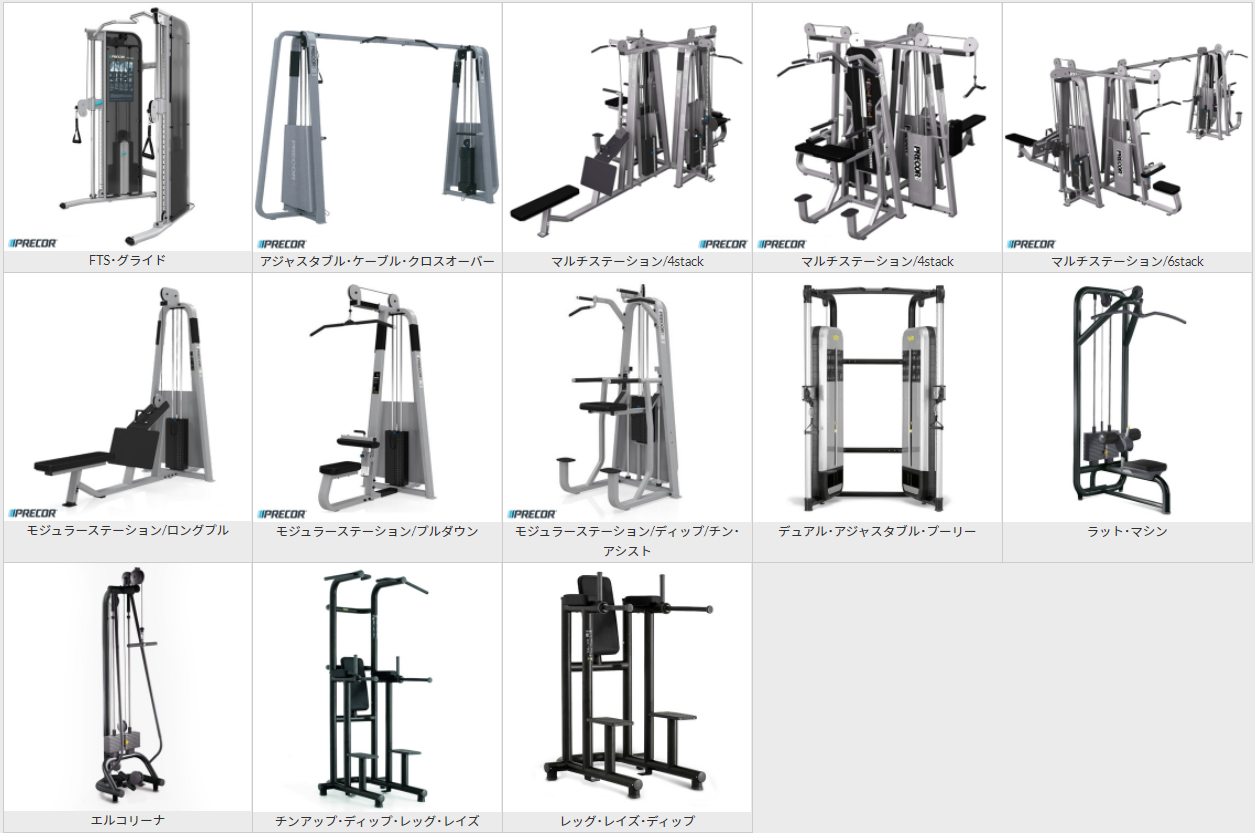 PRECOR
FTS・グライド
PRECOR
アジャスタブル・ケーブル・クロスオーバー
PRECOR
マルチステーション/4stack
PRECOR
PRECOR
マルチステーション/4stack
PRECOR
マルチステーション/6stack
PRECOR
モジュラーステーション/ロングプル
PRECOR
モジュラーステーション/プルダウン
PRECOR
モジュラーステーション/ディップ/チン・
アシスト
デュアル・アジャスタブル・プーリー
ラット・マシン
エルコリーナ
チンアップ・ディップ・レッグ・レイズ
レッグ・レイズ・ディップ